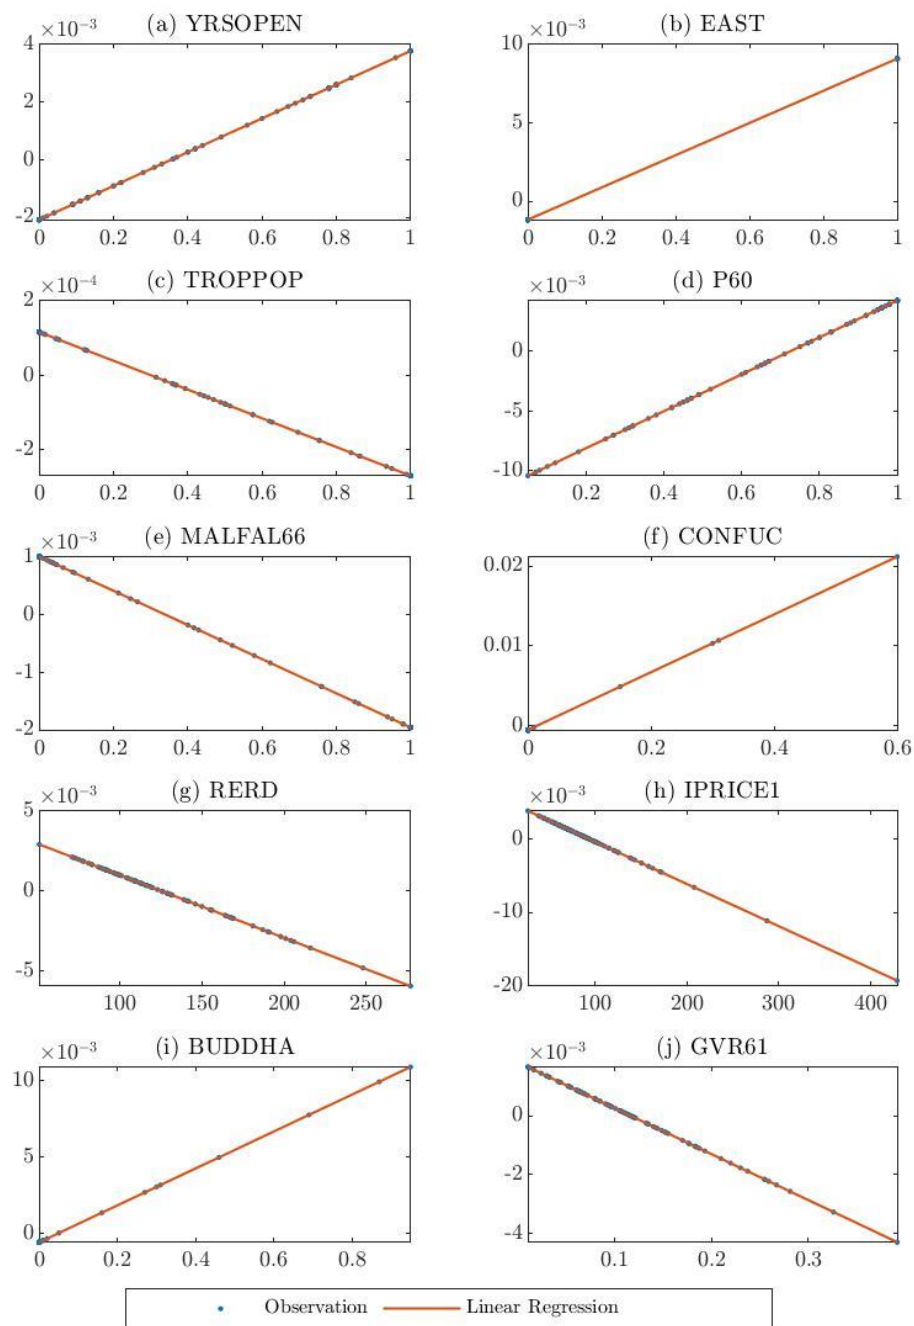 (a) YRSOPEN
×10⁻³
4
2
0
-2
0 0.2 0.4 0.6 0.8 1
(b) EAST
×10⁻³
10
5
0
0 0.2 0.4 0.6 0.8 1
(c) TROPPOP
×10⁻⁴
2
0
-2
0 0.2 0.4 0.6 0.8 1
(d) P60
×10⁻³
0
-5
-10
0.2 0.4 0.6 0.8 1
(e) MALFAL66
×10⁻³
1
0
-1
-2
0 0.2 0.4 0.6 0.8 1
(f) CONFUC
0.02
0.01
0
0 0.2 0.4 0.6
(g) RERD
×10⁻³
5
0
-5
100 150 200 250
(h) IPRICE1
×10⁻³
0
-10
-20
100 200 300 400
(i) BUDDHA
×10⁻³
10
5
0
0 0.2 0.4 0.6 0.8
(j) GVR61
×10⁻³
0
-2
-4
0.1 0.2 0.3
Observation Linear Regression